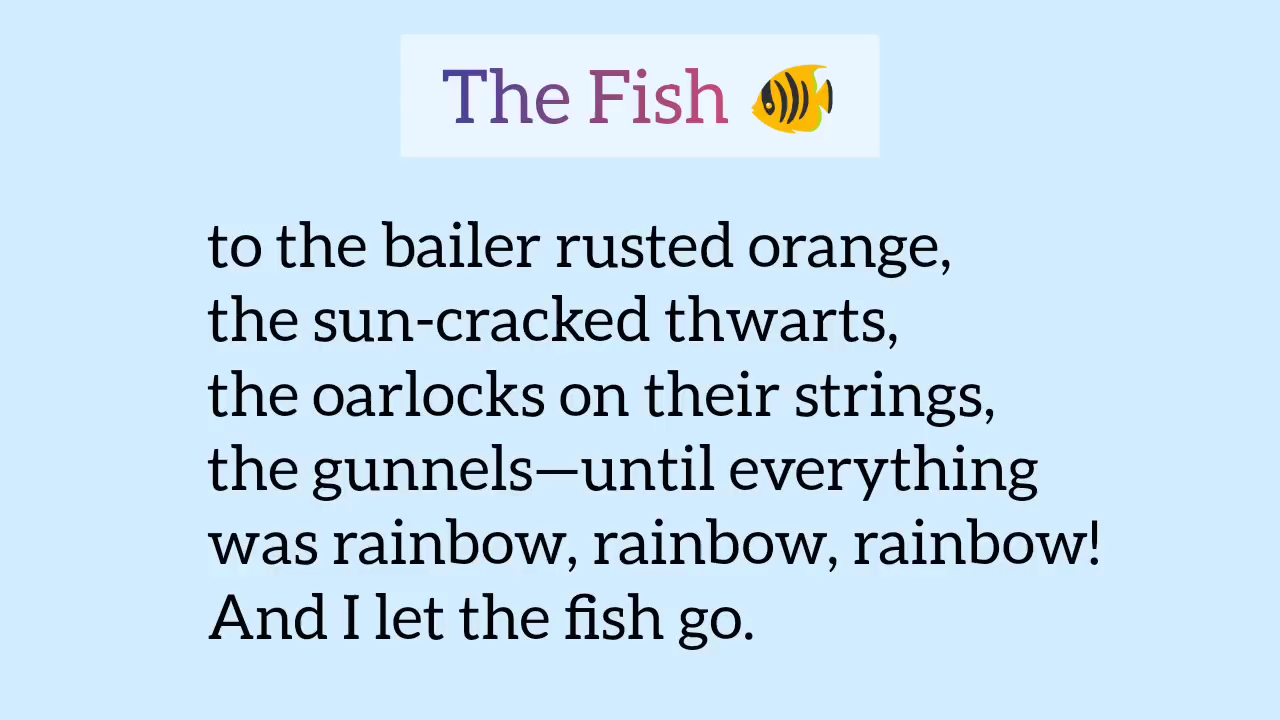 The Fish 🐠
to the bailer rusted orange,
the sun-cracked thwarts,
the oarlocks on their strings,
the gunnels—until everything
was rainbow, rainbow, rainbow!
And I let the fish go.